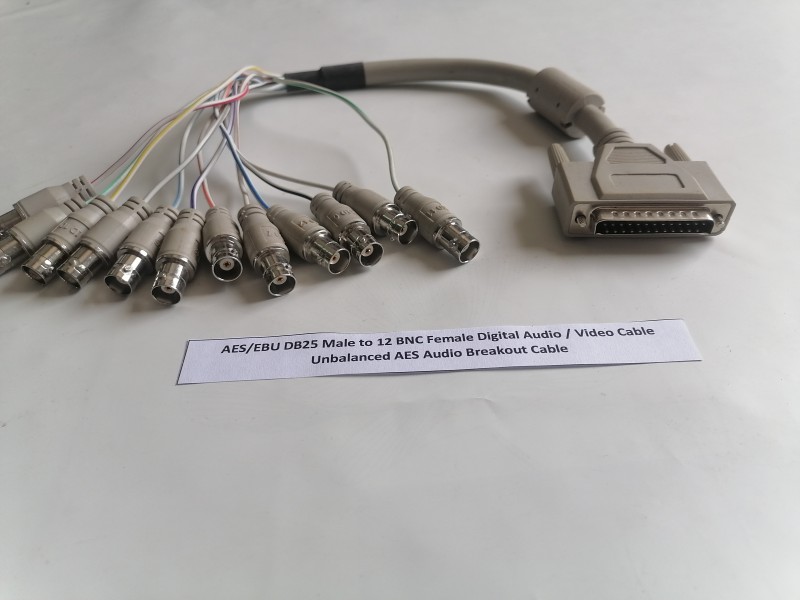 AES/EBU DB25 Male to 12 BNC Female Digital Audio / Video Cable
Unbalanced AES Audio Breakout Cable